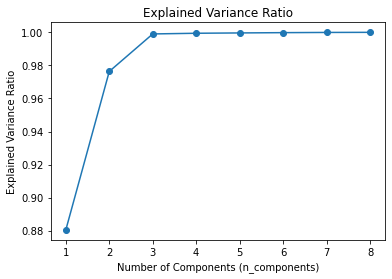 Explained Variance Ratio
1.00
0.98
0.96
0.94
0.92
0.90
0.88
Explained Variance Ratio
1 2 3 4 5 6 7 8
Number of Components (n_components)